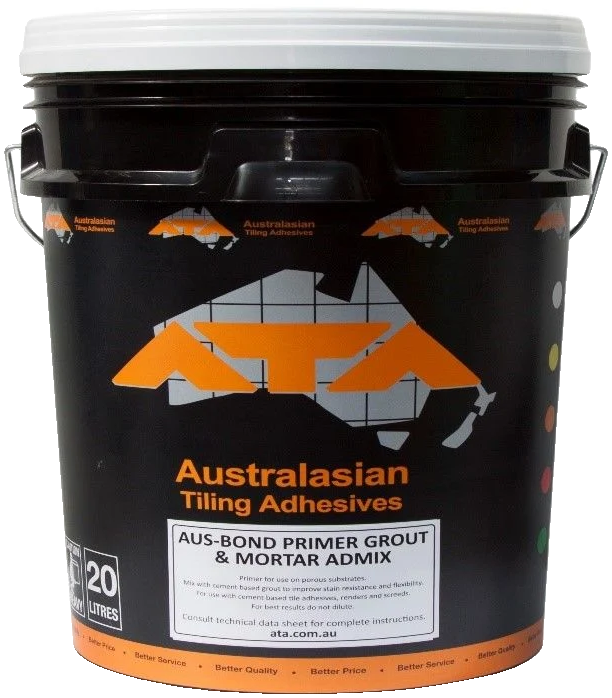 ATA Australasian
Tiling Adhesives
ATA Australasian
Tiling Adhesives
ATA
Australasian
Tiling Adhesives
AUS-BOND PRIMER GROUT
& MORTAR ADMIX
Primer for use on porous substrates.
Mix with cement based grout to improve stain resistance and flexibility.
For use with cement based tile adhesives, renders and screeds.
For best results do not dilute.
Consult technical data sheet for complete instructions.
ata.com.au
20
LITRES
Better Price • Better Service • Better Quality • Better Price • Better Service • Better Quality